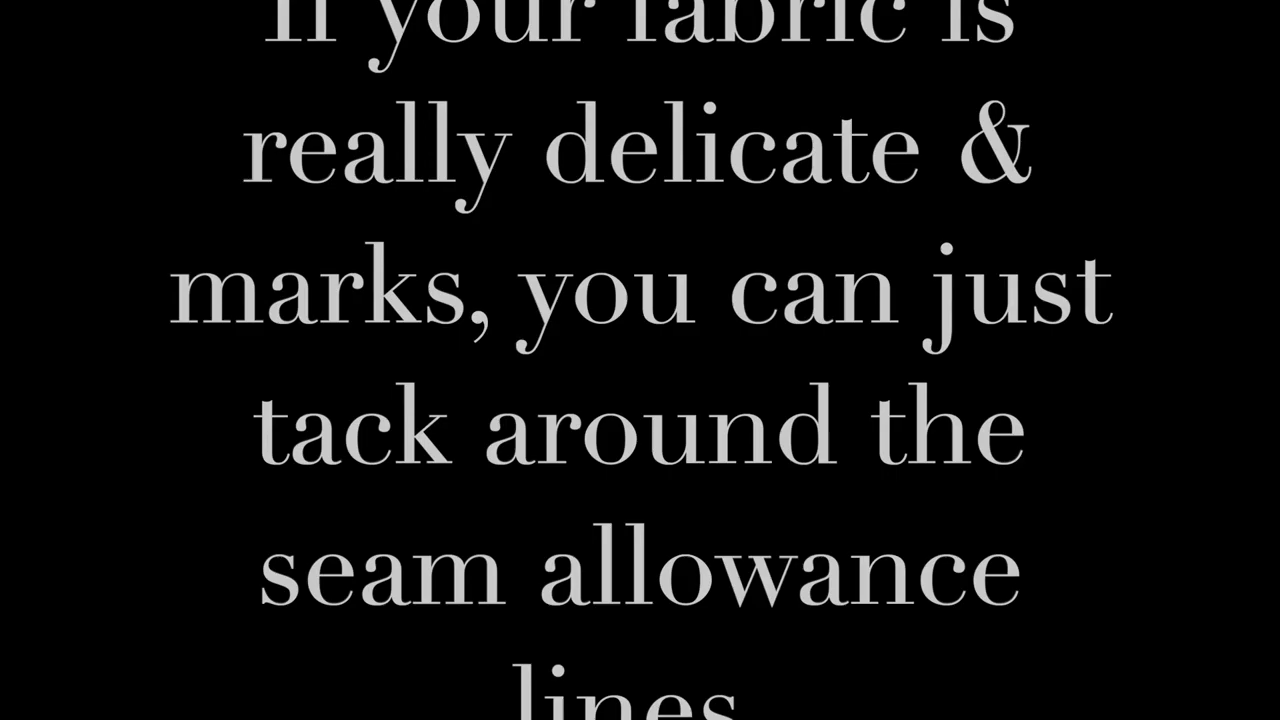 If your fabric is
really delicate &
marks, you can just
tack around the
seam allowance
lines